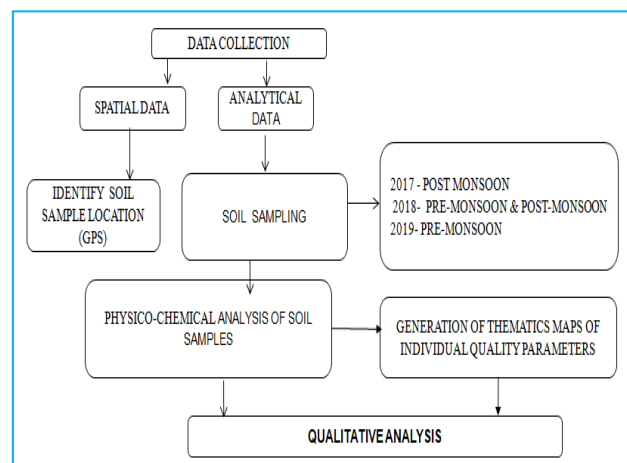 DATA COLLECTION
SPATIAL DATA
ANALYTICAL
DATA
IDENTIFY SOIL
SAMPLE LOCATION
(GPS)
SOIL SAMPLING
2017 - POST MONSOON
2018- PRE-MONSOON & POST-MONSOON
2019- PRE-MONSOON
PHYSICO-CHEMICAL ANALYSIS OF SOIL
SAMPLES
GENERATION OF THEMATICS MAPS OF
INDIVIDUAL QUALITY PARAMETERS
QUALITATIVE ANALYSIS